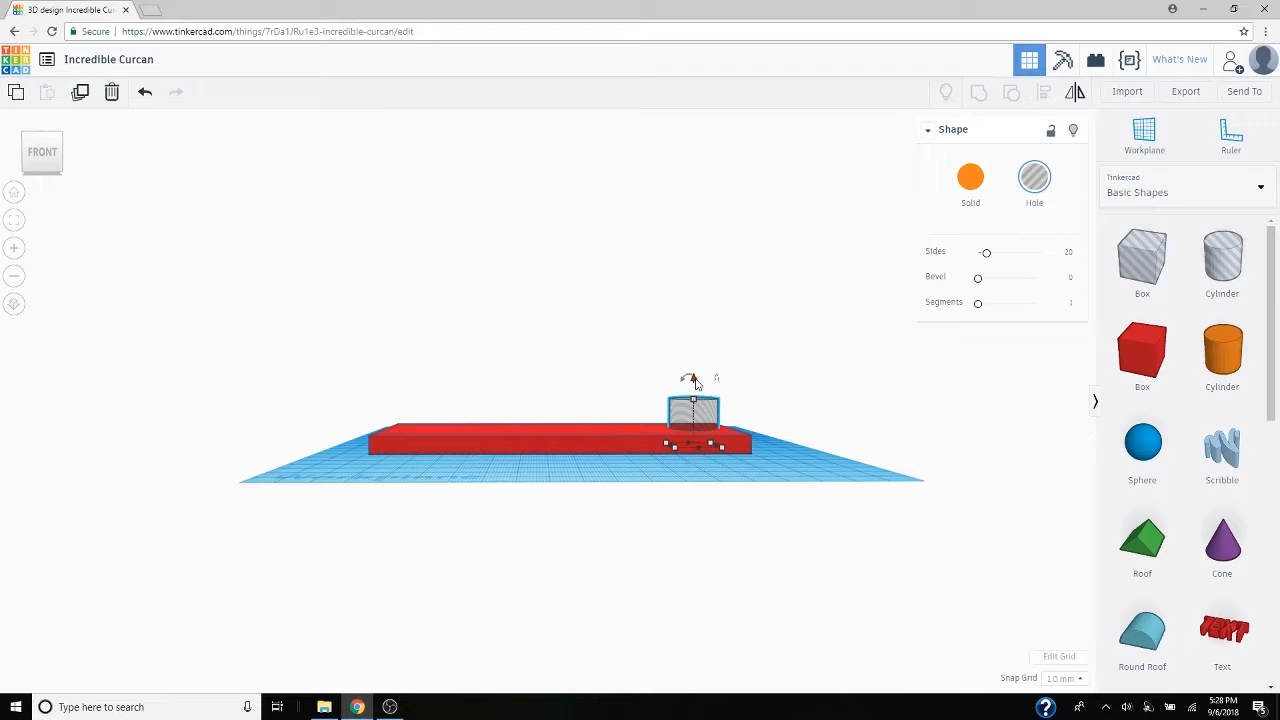 3D design Incredible Cur
Secure
https://www.tinkercad.com/things/7rDa1JRu1e3-incredible-curcan/edit
TIN
KER
CAD
Incredible Curcan
What's New
Import
Export
Send To
FRONT
Shape
Solid
Hole
Sides
20
Bevel
0
Segments
1
Workplane
Ruler
Tinkercad
Basic Shapes
Box
Cylinder
Box
Cylinder
Sphere
Scribble
Roof
Cone
TEXT
Round Roof
Text
Edit Grid
Snap Grid
1.0 mm
Type here to search
5:28 PM
9/6/2018